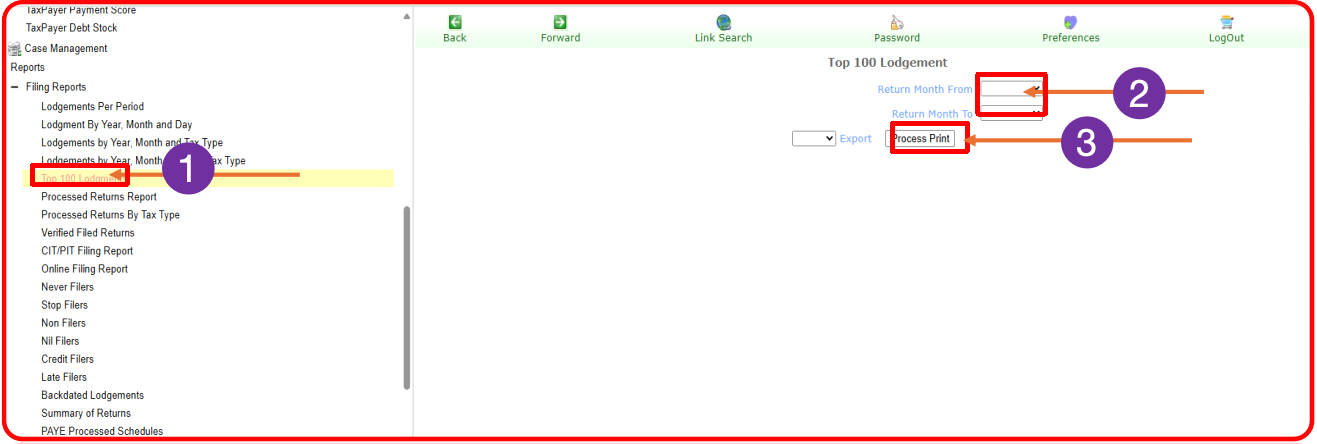 TaxPayer Payment Score
TaxPayer Debt Stock
Case Management
Reports
Filing Reports
Lodgements Per Period
Lodgment By Year, Month and Day
Lodgements by Year, Month and Tax Type
Lodgements by Year, Month Tax Type
Top 100 Lodgment
Processed Returns Report
Processed Returns By Tax Type
Verified Filed Returns
CIT/PIT Filing Report
Online Filing Report
Never Filers
Stop Filers
Non Filers
Nil Filers
Credit Filers
Late Filers
Backdated Lodgements
Summary of Returns
PAYE Processed Schedules
1
Back Forward Link Search Password Preferences LogOut
Top 100 Lodgement
Return Month From
2
Return Month To
Export Process Print
3